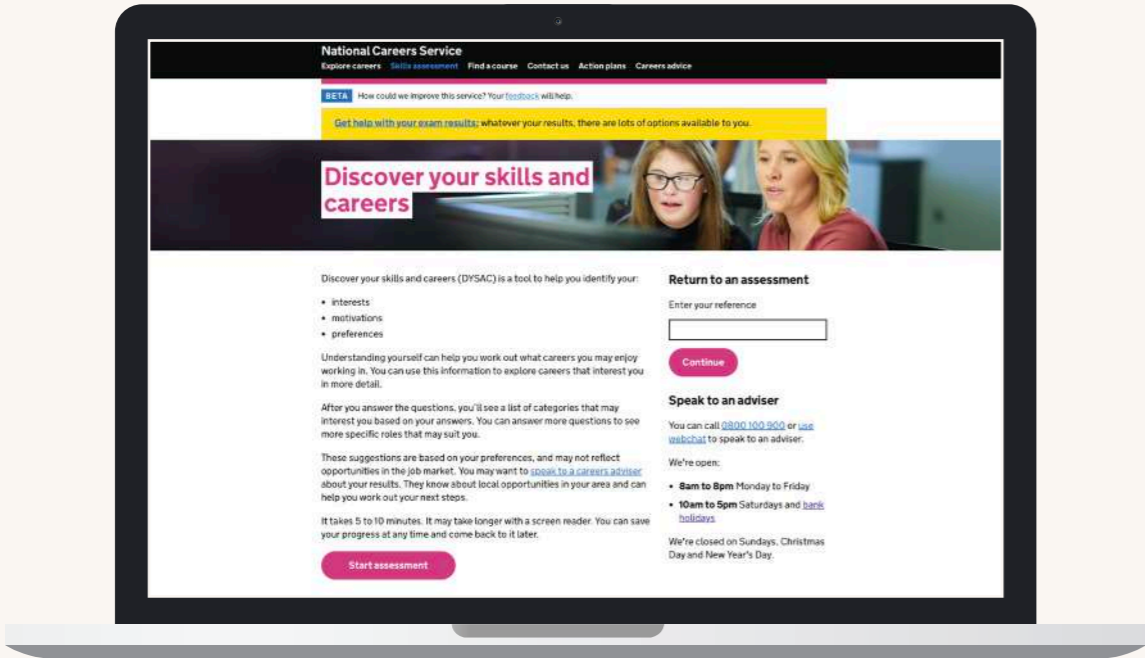 National Careers Service
Explore careers Skills assessment Find a course Contact us Action plans Careers advice
BETA How could we improve this service? Your feedback will help.
Get help with your exam results; whatever your results, there are lots of options available to you.
Discover your skills and
careers
Discover your skills and careers (DYSAC) is a tool to help you identify your:
• interests
• motivations
• preferences
Understanding yourself can help you work out what careers you may enjoy
working in. You can use this information to explore careers that interest you
in more detail.
After you answer the questions, you'll see a list of categories that may
interest you based on your answers. You can answer more questions to see
more specific roles that may suit you.
These suggestions are based on your preferences, and may not reflect
opportunities in the job market. You may want to speak to a careers adviser
about your results. They know about local opportunities in your area and can
help you work out your next steps.
It takes 5 to 10 minutes. It may take longer with a screen reader. You can save
your progress at any time and come back to it later.
Start assessment
Return to an assessment
Enter your reference
Continue
Speak to an adviser
You can call 0800 100 900 or use
webchat to speak to an adviser.
We're open:
• 8am to 8pm Monday to Friday
• 10am to 5pm Saturdays and bank
holidays
We're closed on Sundays, Christmas
Day and New Year's Day.